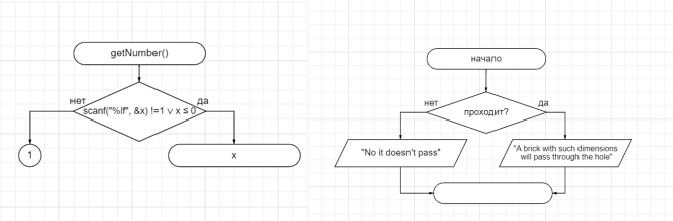 getNumber()
нет
да
scanf("%lf", &x) !=1 ∨ x ≤ 0
1
x
начало
нет
да
проходит?
"No it doesn't pass"
"A brick with such dimensions
will pass through the hole"